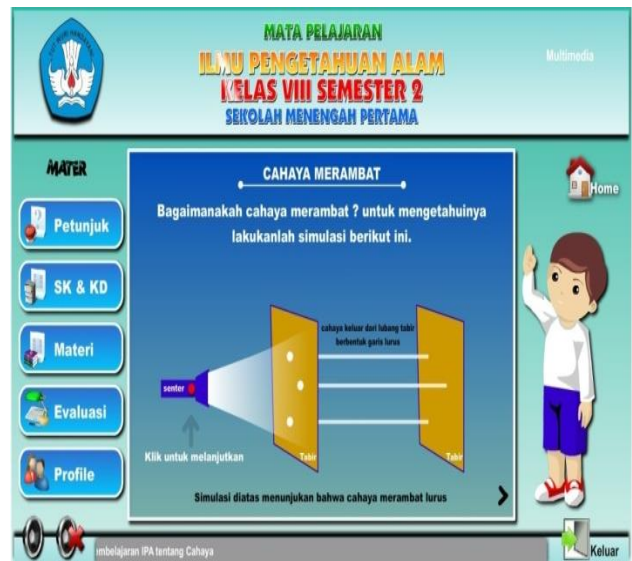 MATA PELAJARAN
ILMU PENGETAHUAN ALAM
KELAS VIII SEMESTER 2
SEKOLAH MENENGAH PERTAMA
Multimedia
MATER
Petunjuk
SK & KD
Materi
Evaluasi
Profile
CAHAYA MERAMBAT
Bagaimanakah cahaya merambat ? untuk mengetahuinya
lakukanlah simulasi berikut ini.
cahaya keluar dari lubang tabir
berbentuk garis lurus
senter
Klik untuk melanjutkan
Tabir
Tabir
Simulasi diatas menunjukan bahwa cahaya merambat lurus
Home
mbelajaran IPA tentang Cahaya
Keluar